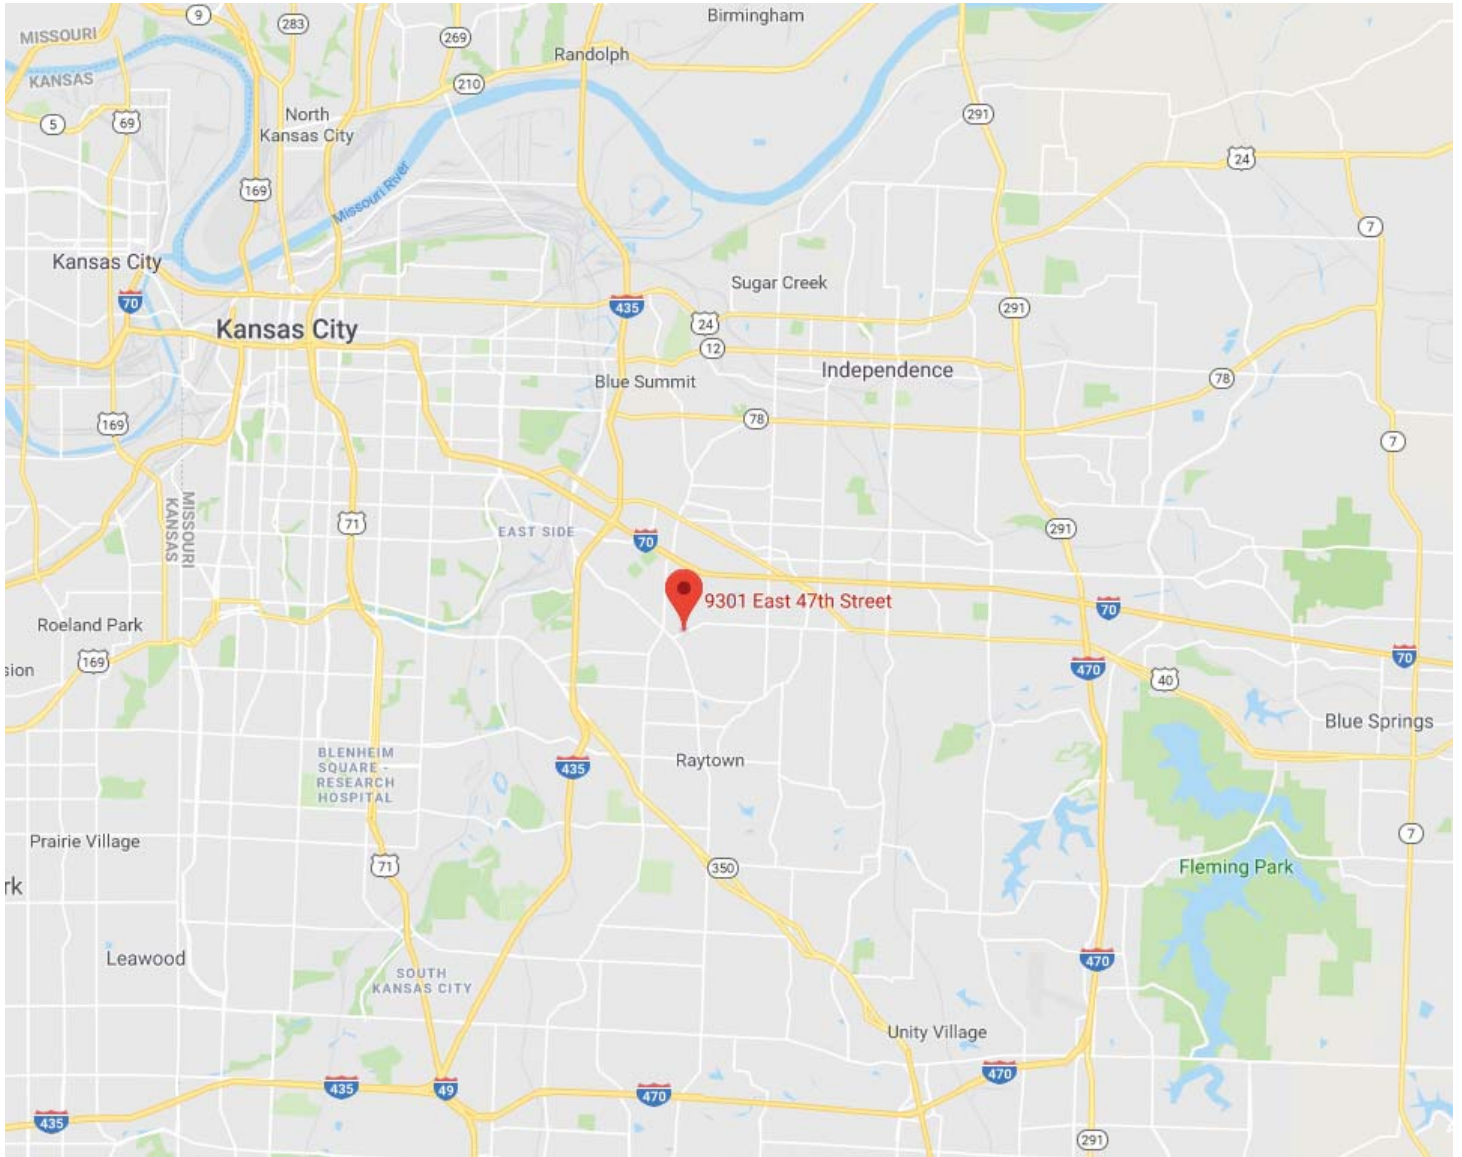 9
283
Birmingham
MISSOURI
269
Randolph
KANSAS
210
North
Kansas City
5
69
291
24
169
Missouri River
7
Kansas City
70
Sugar Creek
435
291
24
Kansas City
12
Independence
Blue Summit
78
169
78
7
MISSOURI
KANSAS
71
EAST SIDE
291
70
9301 East 47th Street
70
Roeland Park
169
sion
70
470
40
Blue Springs
BLENHEIM
SQUARE -
RESEARCH
HOSPITAL
Raytown
435
Prairie Village
7
71
350
Fleming Park
rk
Leawood
470
SOUTH
KANSAS CITY
Unity Village
470
435
49
470
435
291